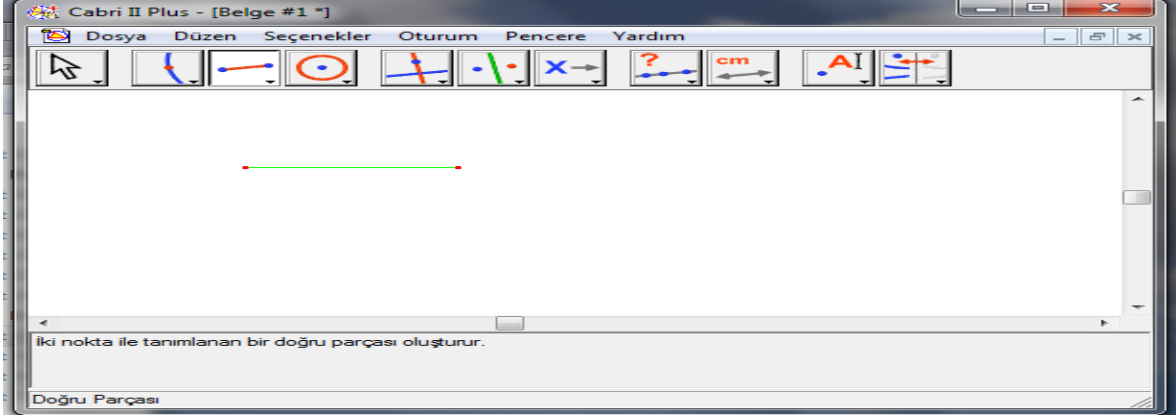 Cabri II Plus - [Belge #1 *]
Dosya Düzen Seçenekler Oturum Pencere Yardım
? cm A
İki nokta ile tanımlanan bir doğru parçası oluşturur.
Doğru Parçası